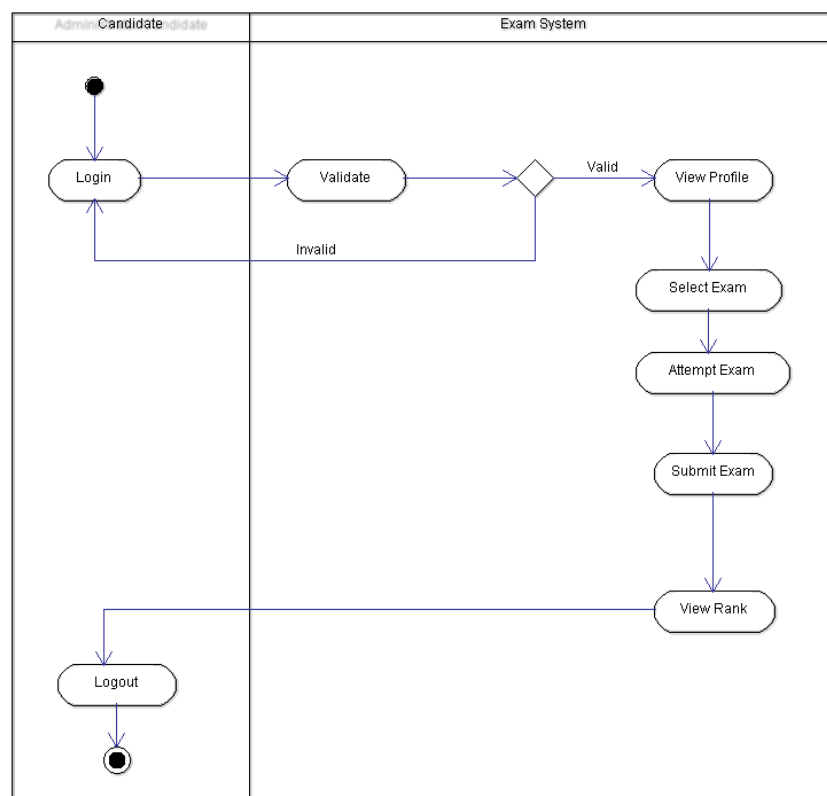 Candidate
Exam System
Login
Validate
Valid
View Profile
Invalid
Select Exam
Attempt Exam
Submit Exam
View Rank
Logout